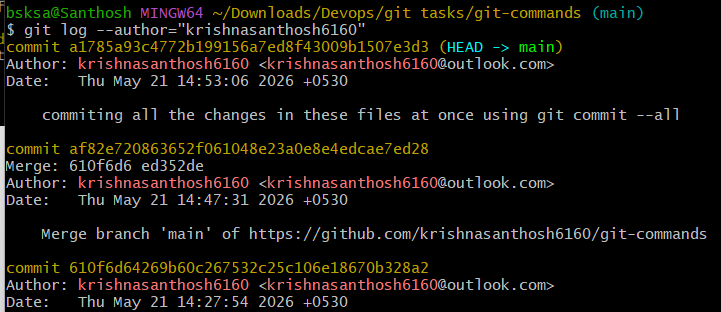 bsksa@Santhosh MINGW64 ~/Downloads/Devops/git tasks/git-commands (main)
$ git log --author="krishnasanthosh6160"
commit a1785a93c4772b199156a7ed8f43009b1507e3d3 (HEAD -> main)
Author: krishnasanthosh6160 <krishnasanthosh6160@outlook.com>
Date:   Thu May 21 14:53:06 2026 +0530
    commiting all the changes in these files at once using git commit --all
commit af82e720863652f061048e23a0e8e4edcae7ed28
Merge: 610f6d6 ed352de
Author: krishnasanthosh6160 <krishnasanthosh6160@outlook.com>
Date:   Thu May 21 14:47:31 2026 +0530
    Merge branch 'main' of https://github.com/krishnasanthosh6160/git-commands
commit 610f6d64269b60c267532c25c106e18670b328a2
Author: krishnasanthosh6160 <krishnasanthosh6160@outlook.com>
Date:   Thu May 21 14:27:54 2026 +0530